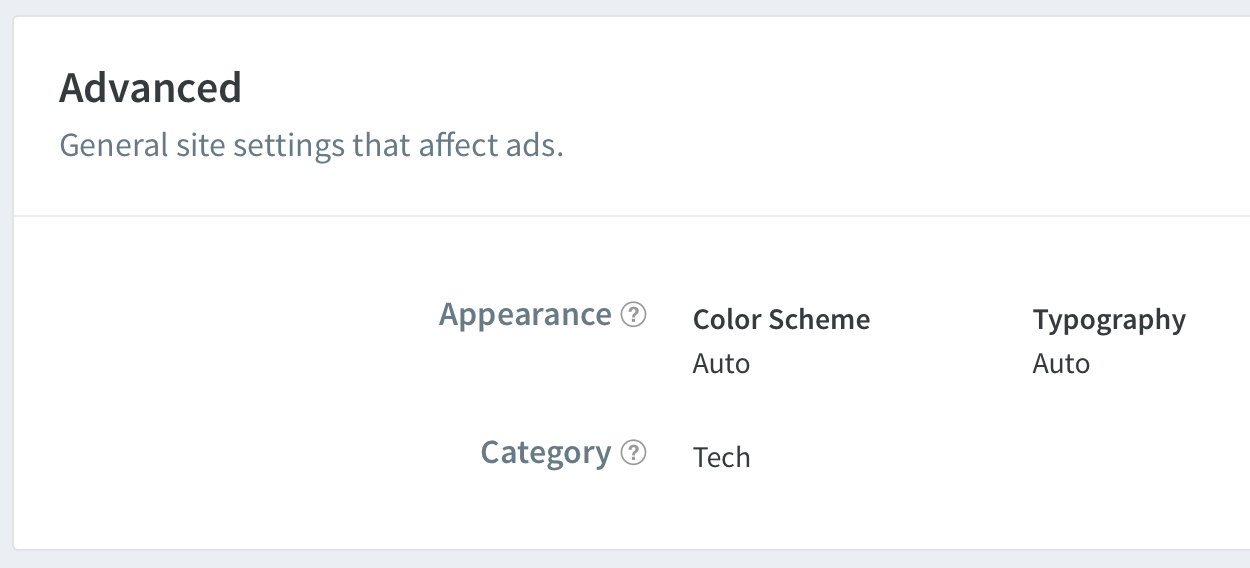 Advanced
General site settings that affect ads.
Appearance ? Color Scheme Typography
Auto Auto
Category ? Tech